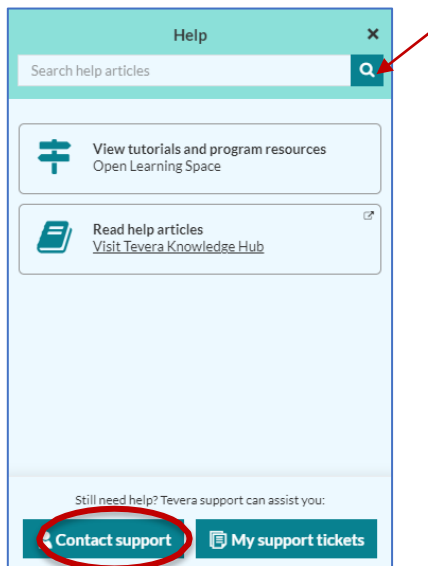 Help
Search help articles
View tutorials and program resources
Open Learning Space
Read help articles
Visit Tevera Knowledge Hub
Still need help? Tevera support can assist you:
Contact support
My support tickets